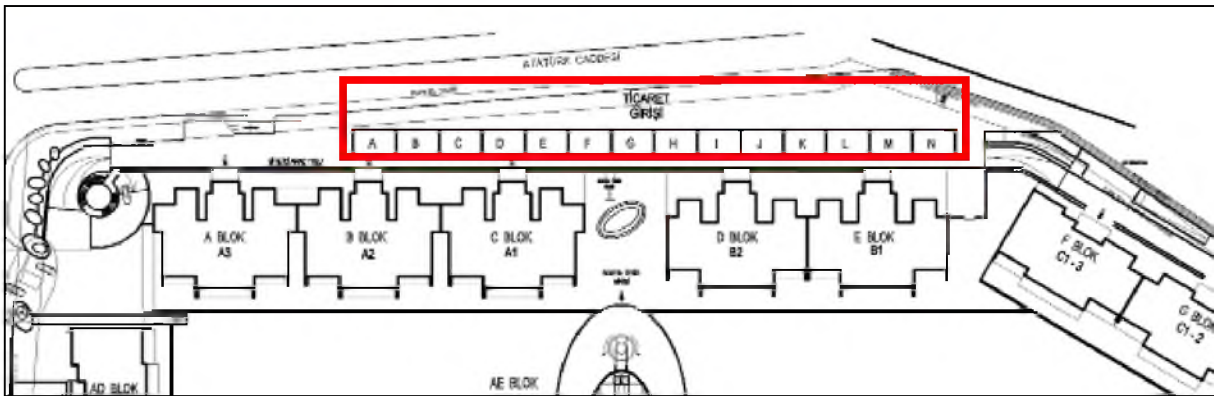 ATATÜRK CADDESİ
TİCARET
GİRİŞİ
A B C D E F G H I J K L M N
A BLOK
A3
B BLOK
A2
C BLOK
A1
D BLOK
B2
E BLOK
B1
F BLOK
C1-3
G BLOK
C1-2
AD BLOK
AE BLOK